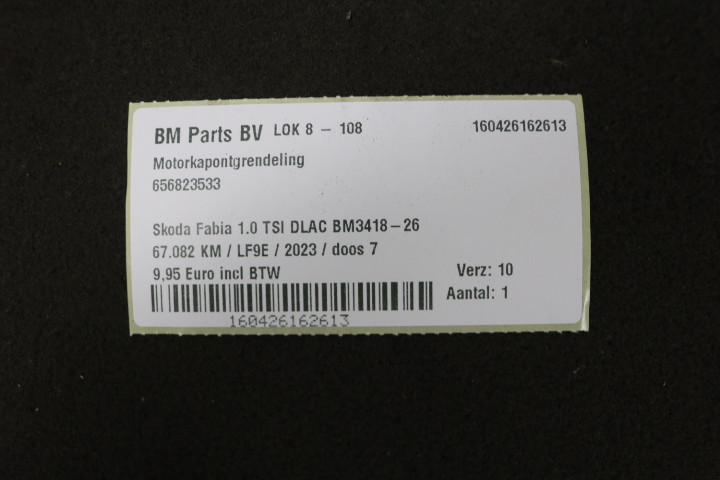 BM Parts BV LOK 8 - 108 160426162613
Motorkapontgrendeling
656823533
Skoda Fabia 1.0 TSI DLAC BM3418-26
67.082 KM / LF9E / 2023 / doos 7
9,95 Euro incl BTW Verz: 10
Aantal: 1
160426162613